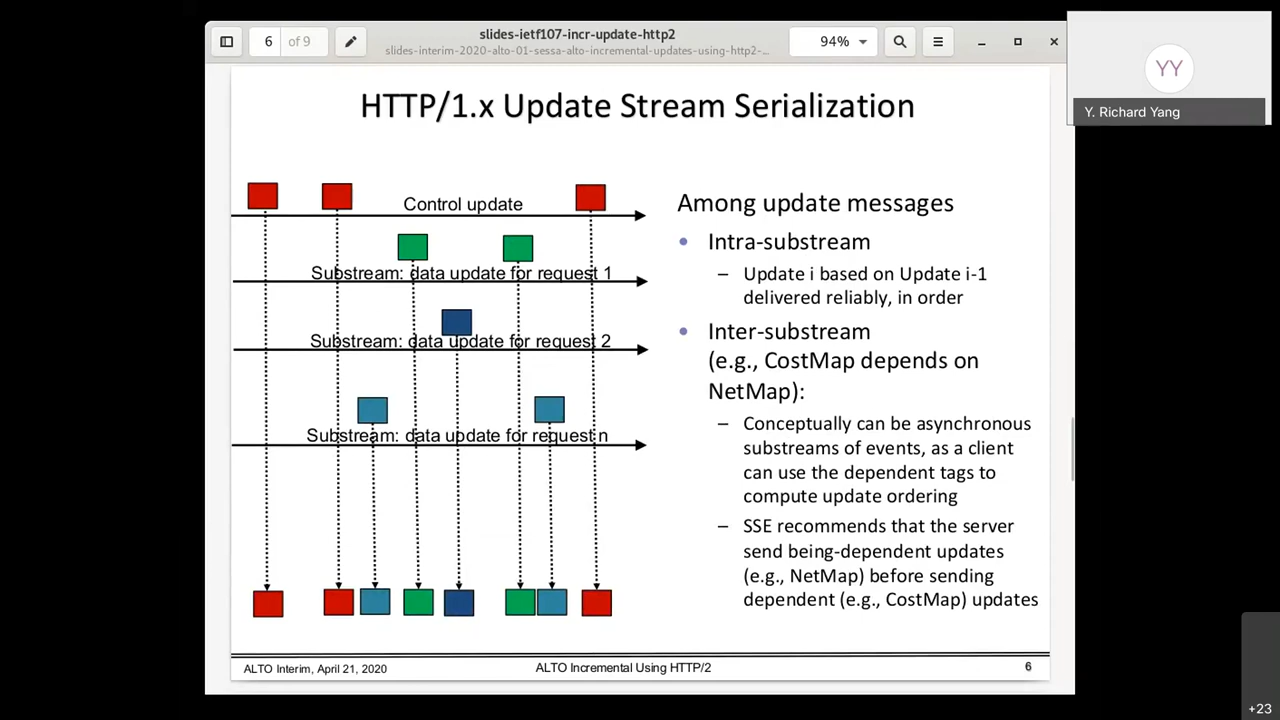 6 of 9
slides-ietf107-incr-update-http2
slides-interim-2020-alto-01-sessa-alto-incremental-updates-using-http2-...
94%
YY
Y. Richard Yang
HTTP/1.x Update Stream Serialization
Control update
Substream: data update for request 1
Substream: data update for request 2
Substream: data update for request n
Among update messages
• Intra-substream
– Update i based on Update i-1
delivered reliably, in order
• Inter-substream
(e.g., CostMap depends on
NetMap):
– Conceptually can be asynchronous
substreams of events, as a client
can use the dependent tags to
compute update ordering
– SSE recommends that the server
send being-dependent updates
(e.g., NetMap) before sending
dependent (e.g., CostMap) updates
ALTO Interim, April 21, 2020
ALTO Incremental Using HTTP/2
6
+23